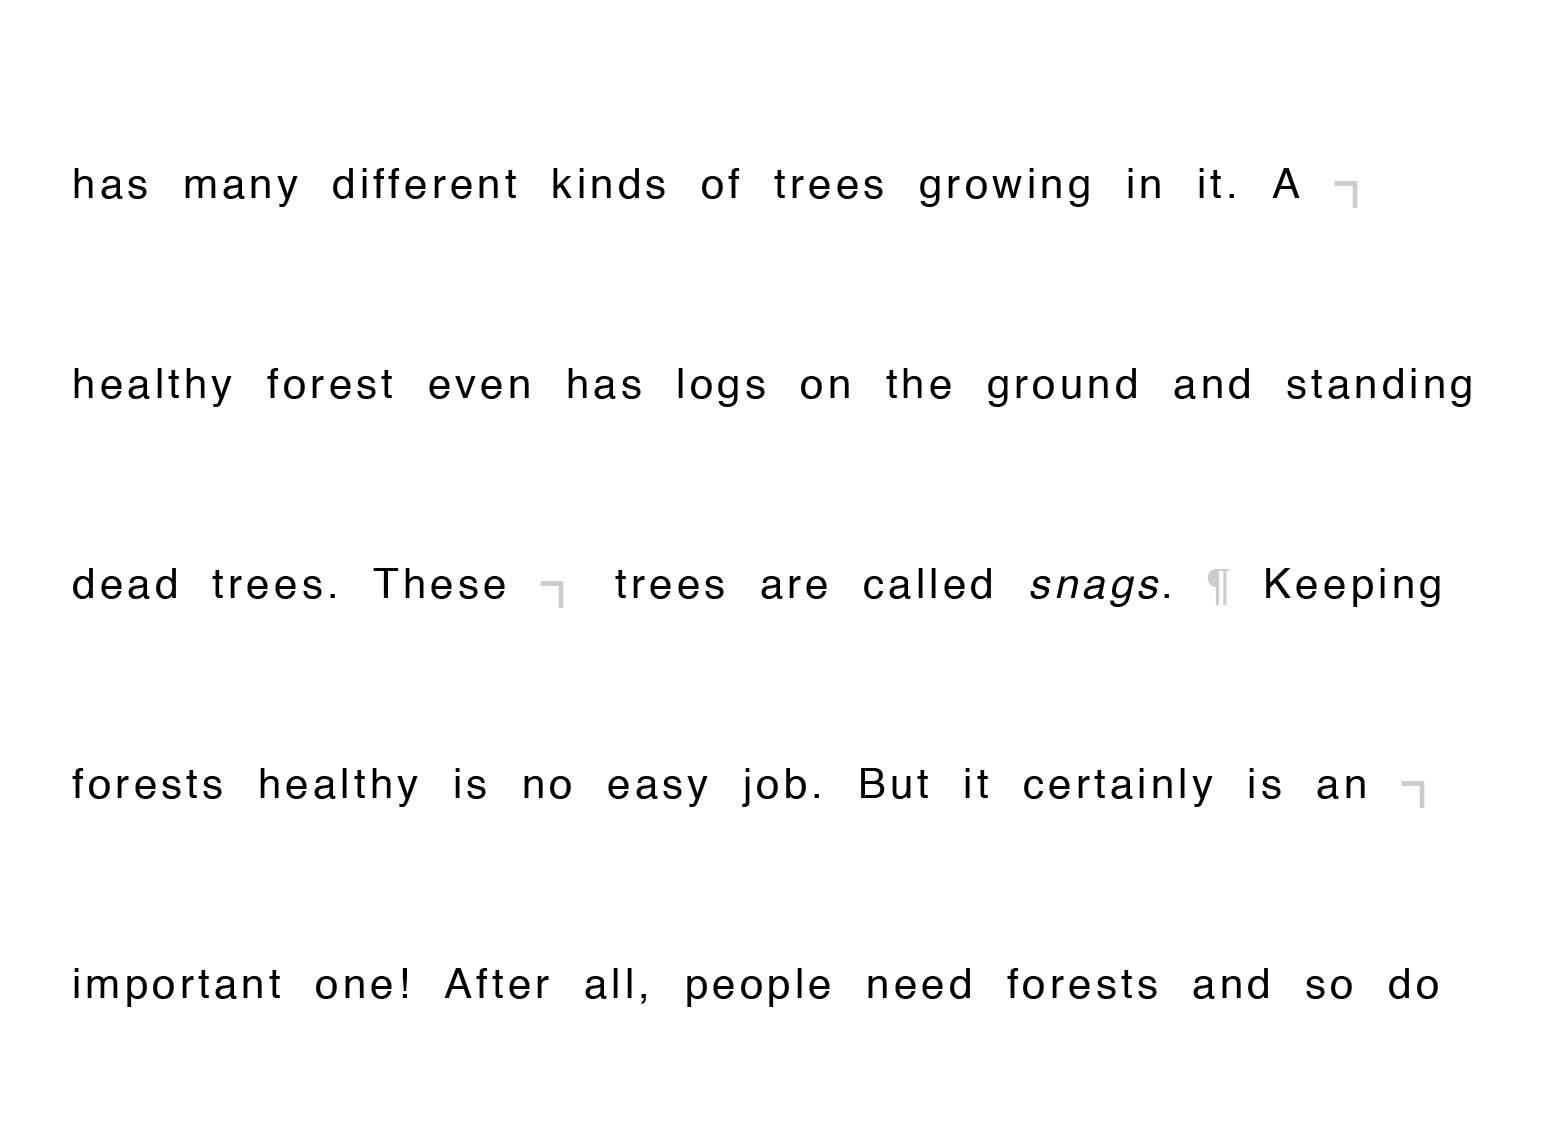 has many different kinds of trees growing in it. A ¬
healthy forest even has logs on the ground and standing
dead trees. These ¬ trees are called snags. ¶ Keeping
forests healthy is no easy job. But it certainly is an ¬
important one! After all, people need forests and so do